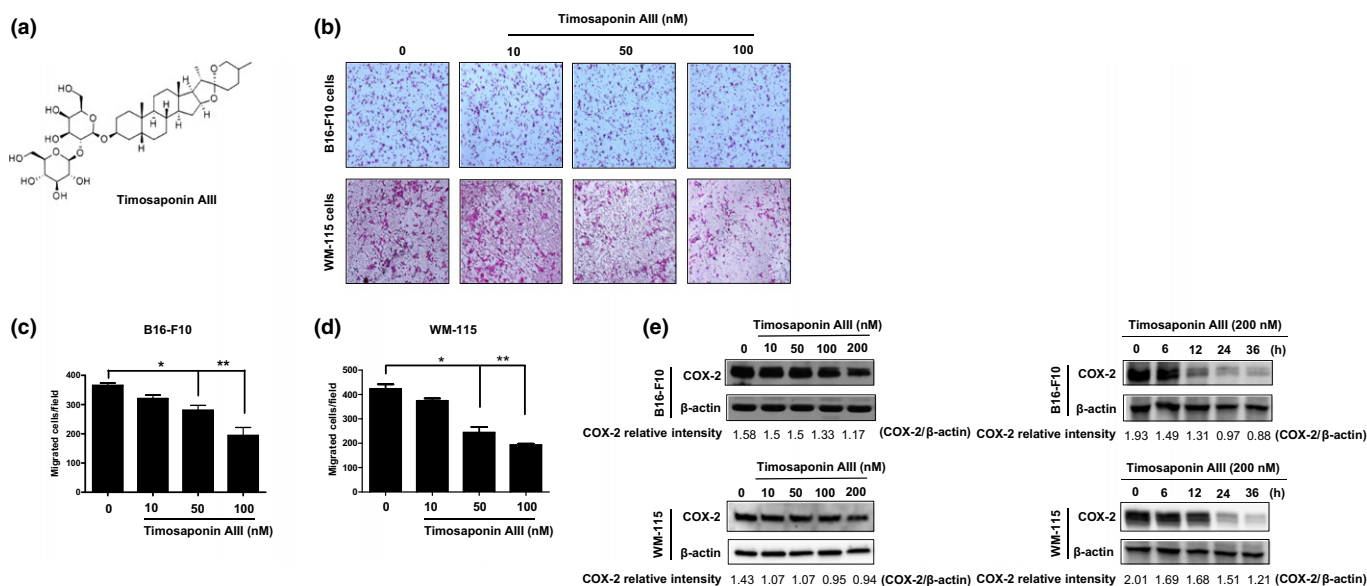 (a)
HO
HO
HO
HO
O
O
O
O
H
H
H
H
H
O
O
HO
HO
OH
OH
Timosaponin AIII
(b)
Timosaponin AIII (nM)
0 10 50 100
B16-F10 cells
WM-115 cells
(c)
B16-F10
* **
Migrated cells/field
400
300
200
100
0
0 10 50 100
Timosaponin AIII (nM)
(d)
WM-115
* **
Migrated cells/field
500
400
300
200
100
0
0 10 50 100
Timosaponin AIII (nM)
(e)
Timosaponin AIII (nM)
0 10 50 100 200
B16-F10
COX-2
β-actin
COX-2 relative intensity 1.58 1.5 1.5 1.33 1.17 (COX-2/β-actin)
Timosaponin AIII (200 nM)
0 6 12 24 36 (h)
B16-F10
COX-2
β-actin
COX-2 relative intensity 1.93 1.49 1.31 0.97 0.88 (COX-2/β-actin)
Timosaponin AIII (nM)
0 10 50 100 200
WM-115
COX-2
β-actin
COX-2 relative intensity 1.43 1.07 1.07 0.95 0.94 (COX-2/β-actin)
Timosaponin AIII (200 nM)
0 6 12 24 36 (h)
WM-115
COX-2
β-actin
COX-2 relative intensity 2.01 1.69 1.68 1.51 1.21 (COX-2/β-actin)